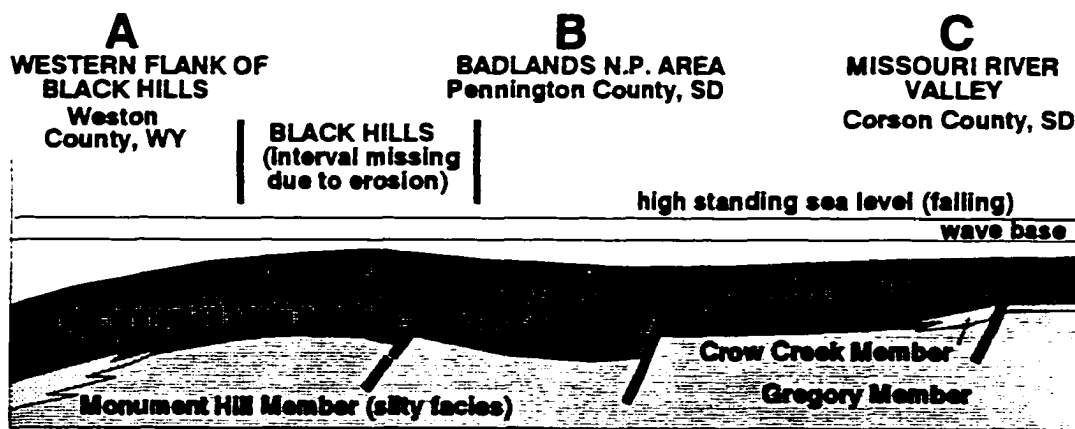 A
WESTERN FLANK OF
BLACK HILLS
Weston
County, WY
BLACK HILLS
(interval missing
due to erosion)
B
BADLANDS N.P. AREA
Pennington County, SD
C
MISSOURI RIVER
VALLEY
Corson County, SD
high standing sea level (falling)
wave base
Crow Creek Member
Gregory Member
Monument Hill Member (silty facies)